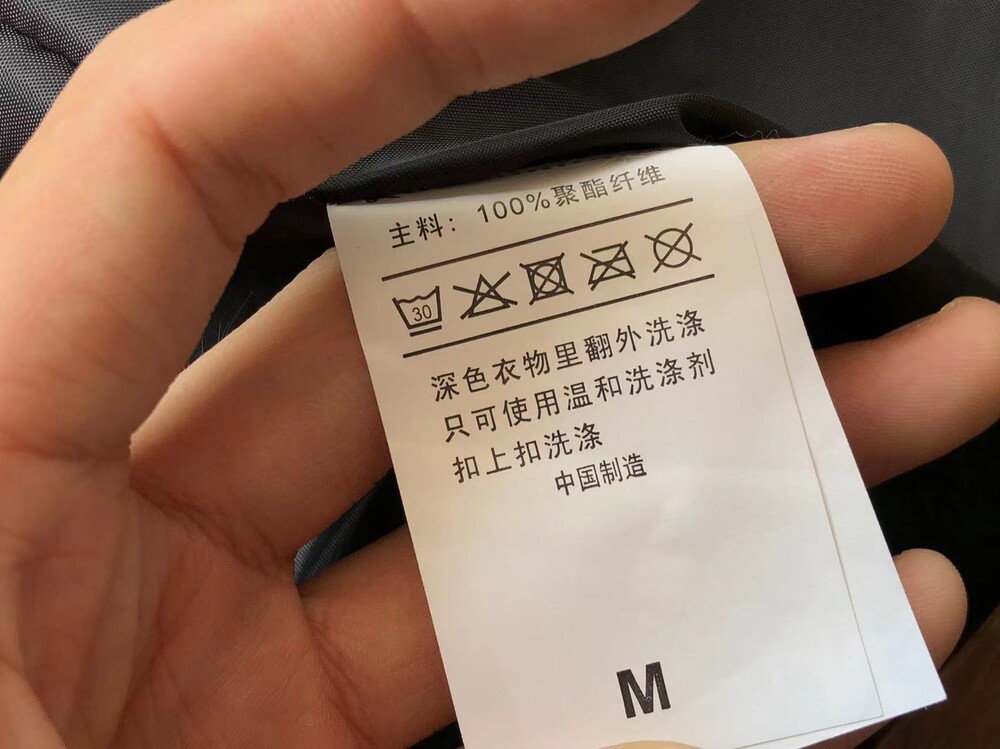 主料：100%聚酯纤维
30
深色衣物里翻外洗涤
只可使用温和洗涤剂
扣上扣洗涤
中国制造
M